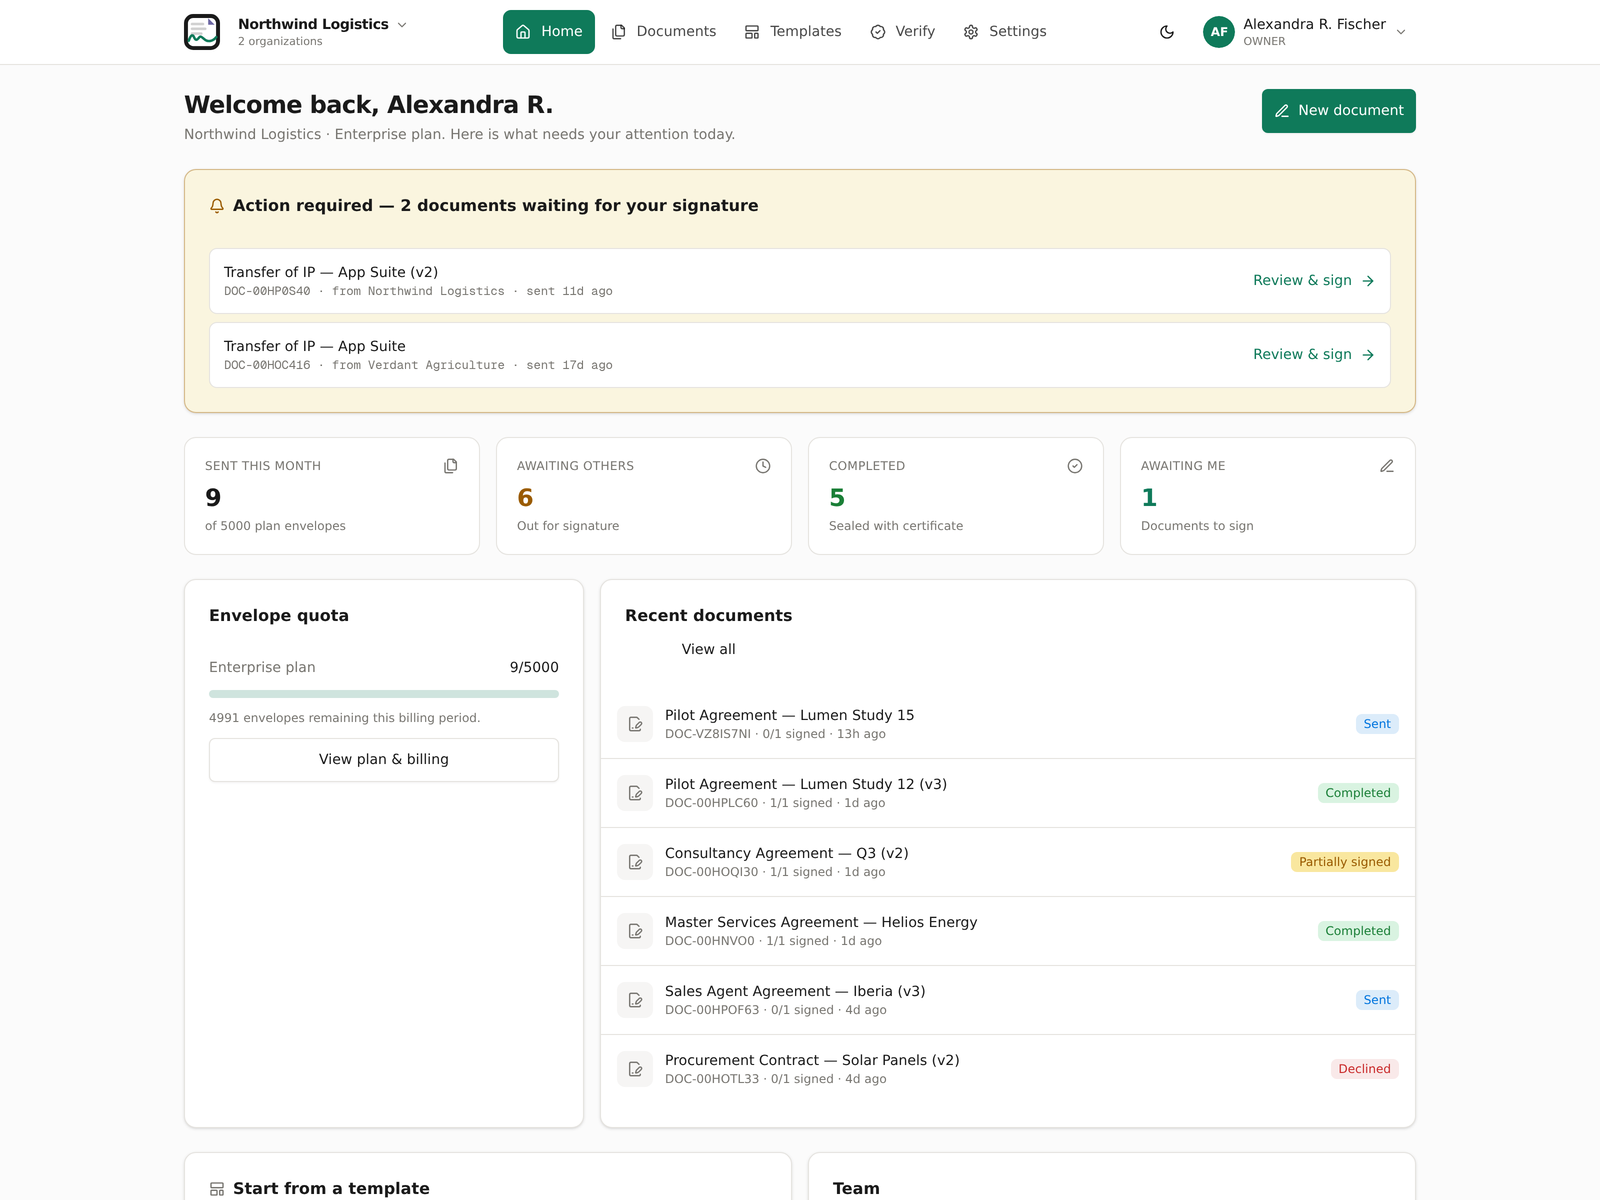 Northwind Logistics
2 organizations
Home
Documents
Templates
Verify
Settings
AF
Alexandra R. Fischer
OWNER
Welcome back, Alexandra R.
Northwind Logistics · Enterprise plan. Here is what needs your attention today.
New document
Action required — 2 documents waiting for your signature
Transfer of IP — App Suite (v2)
DOC-00HP0S40 · from Northwind Logistics · sent 11d ago
Review & sign
Transfer of IP — App Suite
DOC-00HOC416 · from Verdant Agriculture · sent 17d ago
Review & sign
SENT THIS MONTH
9
of 5000 plan envelopes
AWAITING OTHERS
6
Out for signature
COMPLETED
5
Sealed with certificate
AWAITING ME
1
Documents to sign
Envelope quota
Enterprise plan
9/5000
4991 envelopes remaining this billing period.
View plan & billing
Recent documents
View all
Pilot Agreement — Lumen Study 15
DOC-VZ8IS7NI · 0/1 signed · 13h ago
Sent
Pilot Agreement — Lumen Study 12 (v3)
DOC-00HPLC60 · 1/1 signed · 1d ago
Completed
Consultancy Agreement — Q3 (v2)
DOC-00HOQI30 · 1/1 signed · 1d ago
Partially signed
Master Services Agreement — Helios Energy
DOC-00HNVO0 · 1/1 signed · 1d ago
Completed
Sales Agent Agreement — Iberia (v3)
DOC-00HPOF63 · 0/1 signed · 4d ago
Sent
Procurement Contract — Solar Panels (v2)
DOC-00HOTL33 · 0/1 signed · 4d ago
Declined
Start from a template
Team